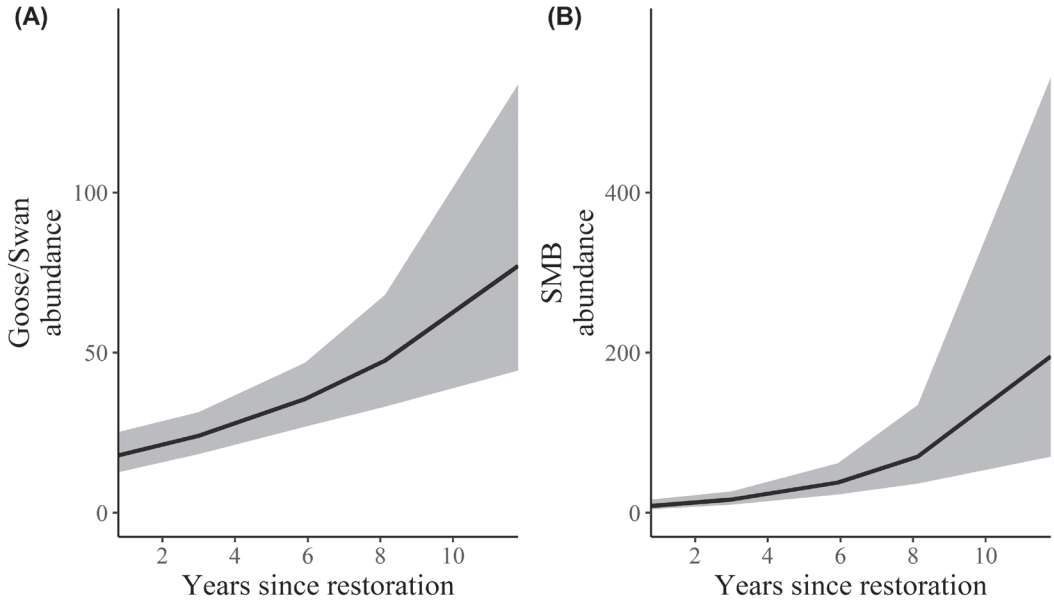 (A)
Goose/Swan
abundance
100
50
0
2 4 6 8 10
Years since restoration
(B)
SMB
abundance
400
200
0
2 4 6 8 10
Years since restoration